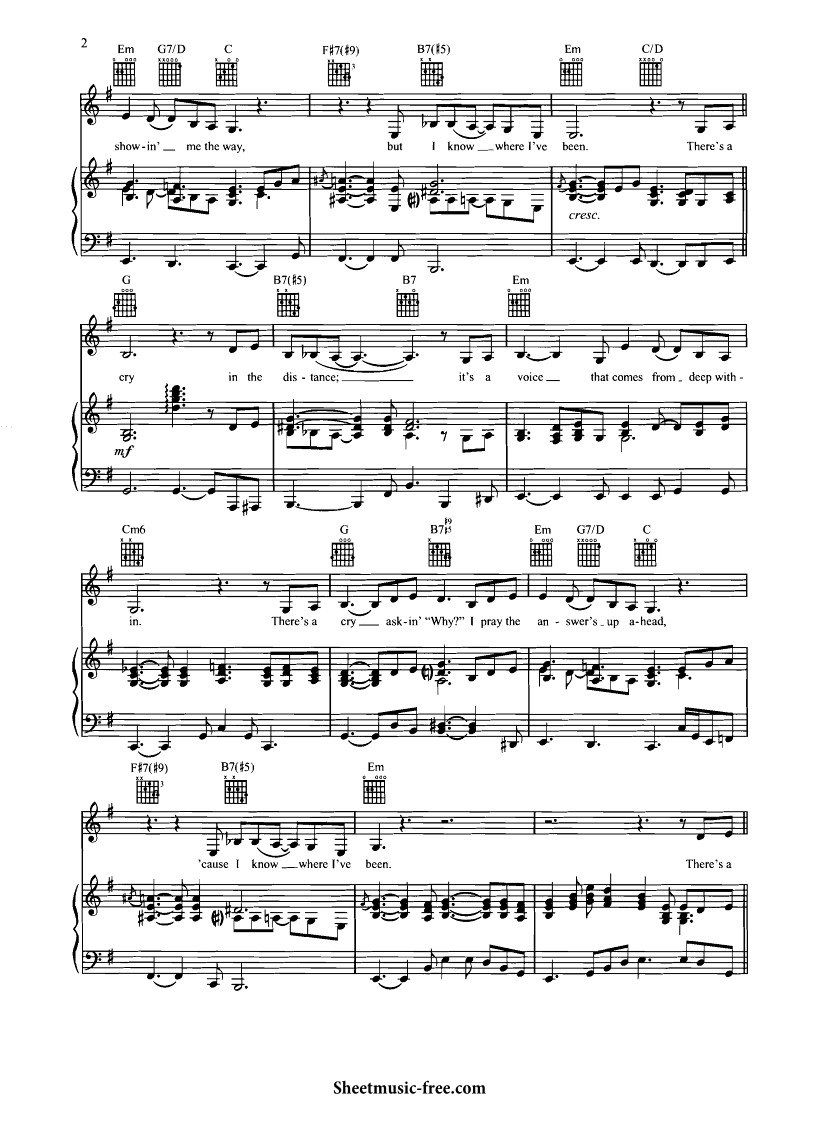 2
Em G7/D C F♯7(♯9) B7(♯5) Em C/D
3
show-in' me the way, but I know where I've been. There's a
cresc.
G B7(♯5) B7 Em
cry in the dis-tance; it's a voice that comes from deep with-
mf
Cm6 G B7♯9♯5 Em G7/D C
in. There's a cry ask-in' “Why?” I pray the an-swer's up a-head,
F♯7(♯9) B7(♯5) Em
3
'cause I know where I've been. There's a
Sheetmusic-free.com